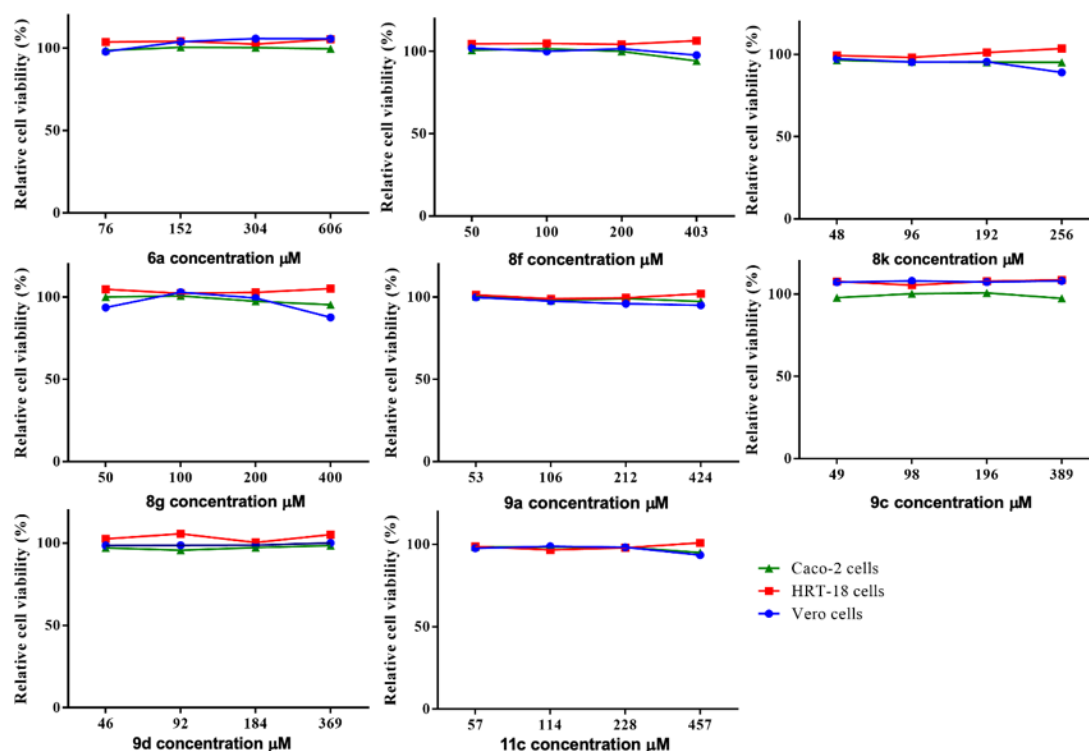 Relative cell viability (%)
100
50
0
76 152 304 606
6a concentration µM
Relative cell viability (%)
100
50
0
50 100 200 403
8f concentration µM
Relative cell viability (%)
100
50
0
48 96 192 256
8k concentration µM
Relative cell viability (%)
100
50
0
50 100 200 400
8g concentration µM
Relative cell viability (%)
100
50
0
53 106 212 424
9a concentration µM
Relative cell viability (%)
100
50
0
49 98 196 389
9c concentration µM
Relative cell viability (%)
100
50
0
46 92 184 369
9d concentration µM
Relative cell viability (%)
100
50
0
57 114 228 457
11c concentration µM
Caco-2 cells
HRT-18 cells
Vero cells